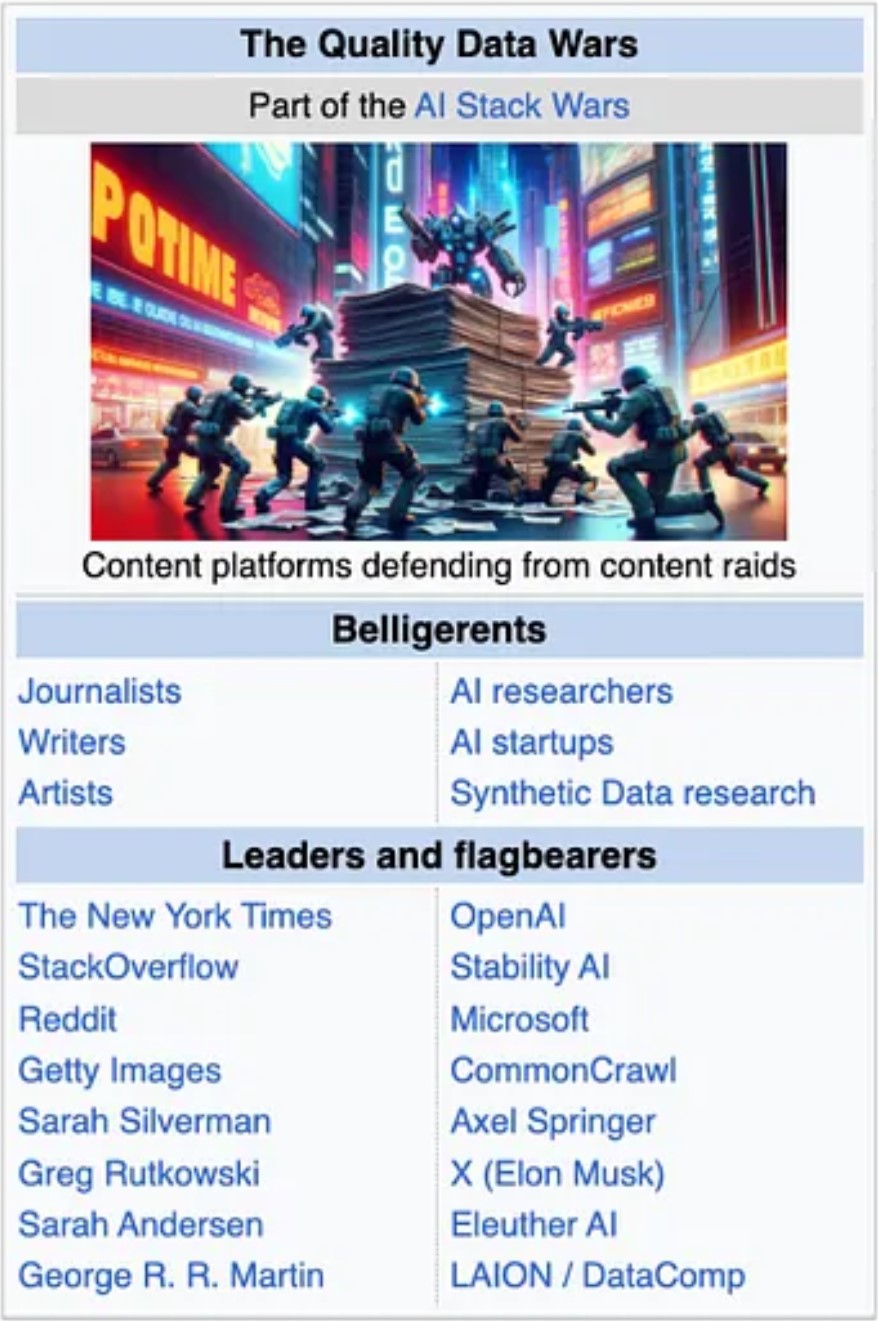 The Quality Data Wars
Part of the AI Stack Wars
POTIME
Content platforms defending from content raids
Belligerents
Journalists
Writers
Artists
AI researchers
AI startups
Synthetic Data research
Leaders and flagbearers
The New York Times
StackOverflow
Reddit
Getty Images
Sarah Silverman
Greg Rutkowski
Sarah Andersen
George R. R. Martin
OpenAI
Stability AI
Microsoft
CommonCrawl
Axel Springer
X (Elon Musk)
Eleuther AI
LAION / DataComp